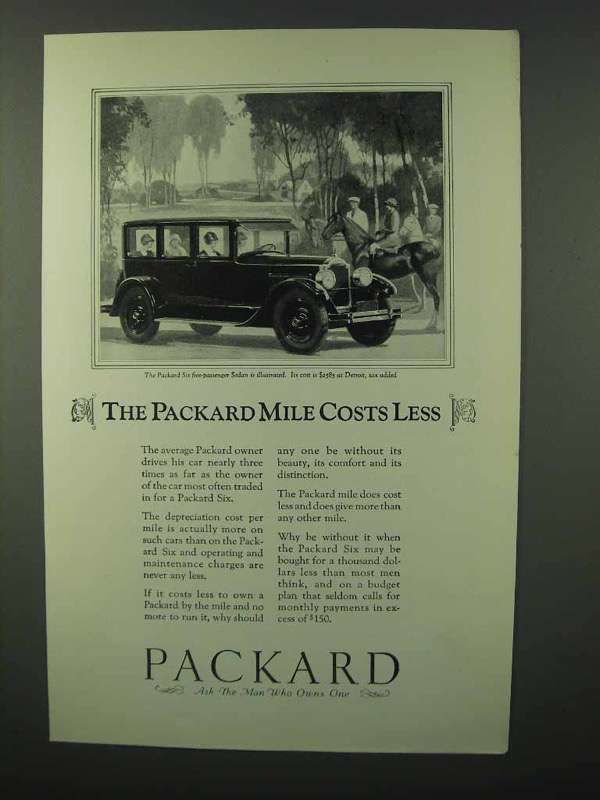 The Packard Six five-passenger Sedan is illustrated. Its cost is $2585 at Detroit, tax added
THE PACKARD MILE COSTS LESS
The average Packard owner
drives his car nearly three
times as far as the owner
of the car most often traded
in for a Packard Six.
The depreciation cost per
mile is actually more on
such cars than on the Pack-
ard Six and operating and
maintenance charges are
never any less.
If it costs less to own a
Packard by the mile and no
more to run it, why should
any one be without its
beauty, its comfort and its
distinction.
The Packard mile does cost
less and does give more than
any other mile.
Why be without it when
the Packard Six may be
bought for a thousand dol-
lars less than most men
think, and on a budget
plan that seldom calls for
monthly payments in ex-
cess of $150.
PACKARD
Ask The Man Who Owns One